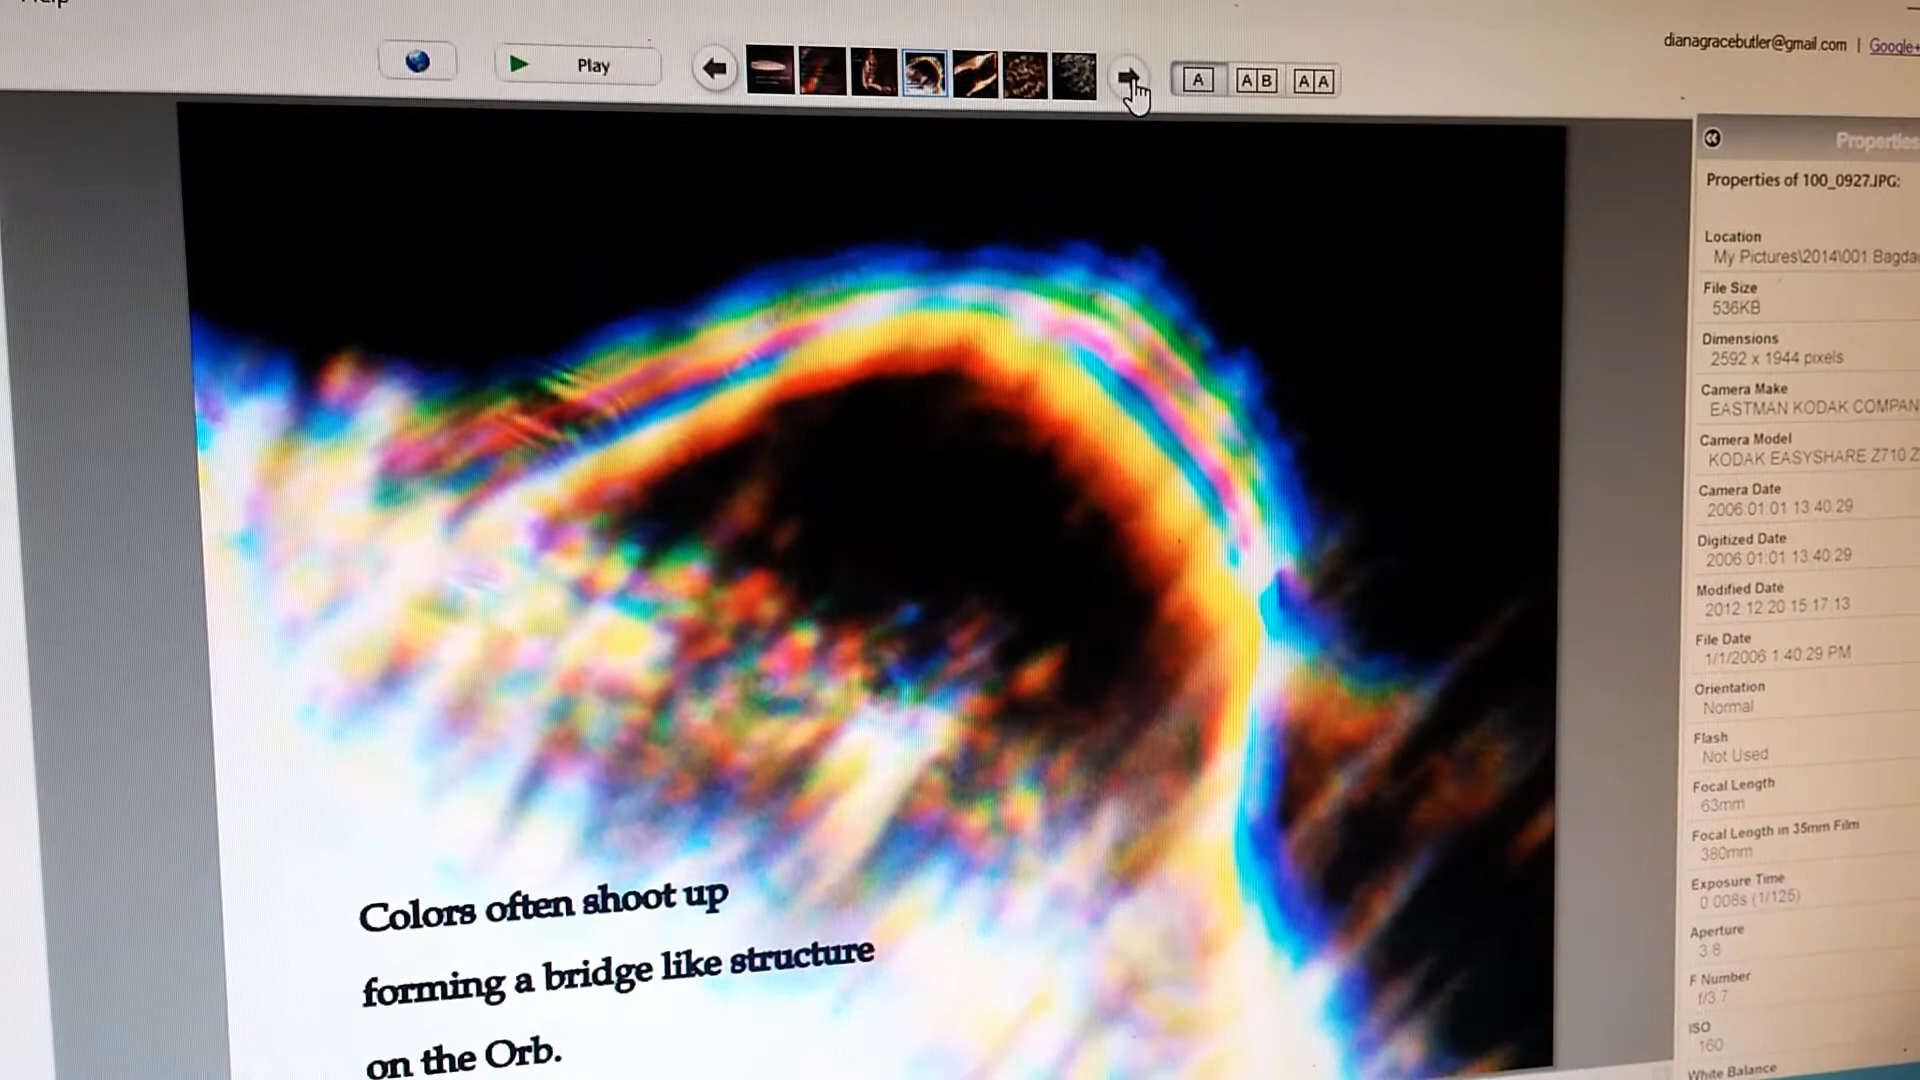 Help
dianagracebutler@gmail.com | Google+
Play
A
A B
A A
Properties
Properties of 100_0927.JPG:
Location
My Pictures\2014\001 Bagda
File Size
536KB
Dimensions
2592 x 1944 pixels
Camera Make
EASTMAN KODAK COMPAN
Camera Model
KODAK EASYSHARE Z710 Z
Camera Date
2006:01:01 13:40:29
Digitized Date
2006:01:01 13:40:29
Modified Date
2012:12:20 15:17:13
File Date
1/1/2006 1:40:29 PM
Orientation
Normal
Flash
Not Used
Focal Length
63mm
Focal Length in 35mm Film
380mm
Exposure Time
0.008s (1/125)
Aperture
3.8
F Number
f/3.7
ISO
160
White Balance
Colors often shoot up
forming a bridge like structure
on the Orb.